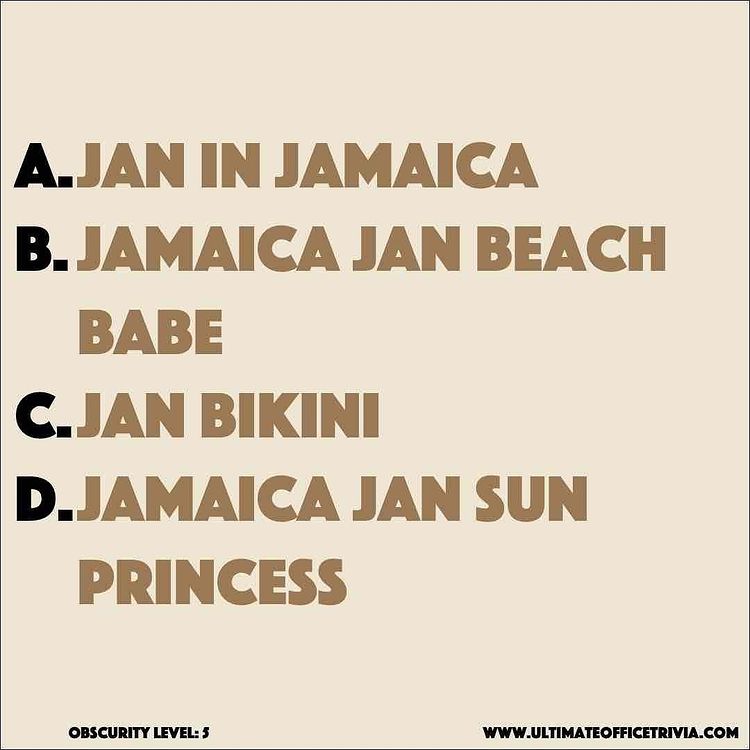 A. JAN IN JAMAICA
B. JAMAICA JAN BEACH
BABE
C. JAN BIKINI
D. JAMAICA JAN SUN
PRINCESS
OBSCURITY LEVEL: 5
WWW.ULTIMATEOFFICETRIVIA.COM